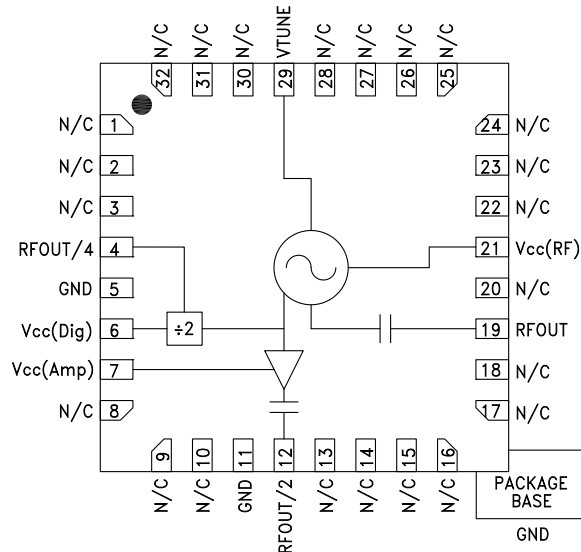 32 N/C
31 N/C
30 N/C
29 VTUNE
28 N/C
27 N/C
26 N/C
25 N/C
N/C 1
N/C 2
N/C 3
RFOUT/4 4
GND 5
Vcc(Dig) 6
Vcc(Amp) 7
N/C 8
24 N/C
23 N/C
22 N/C
21 Vcc(RF)
20 N/C
19 RFOUT
18 N/C
17 N/C
÷2
N/C 9
N/C 10
GND 11
RFOUT/2 12
N/C 13
N/C 14
N/C 15
N/C 16
PACKAGE
BASE
GND